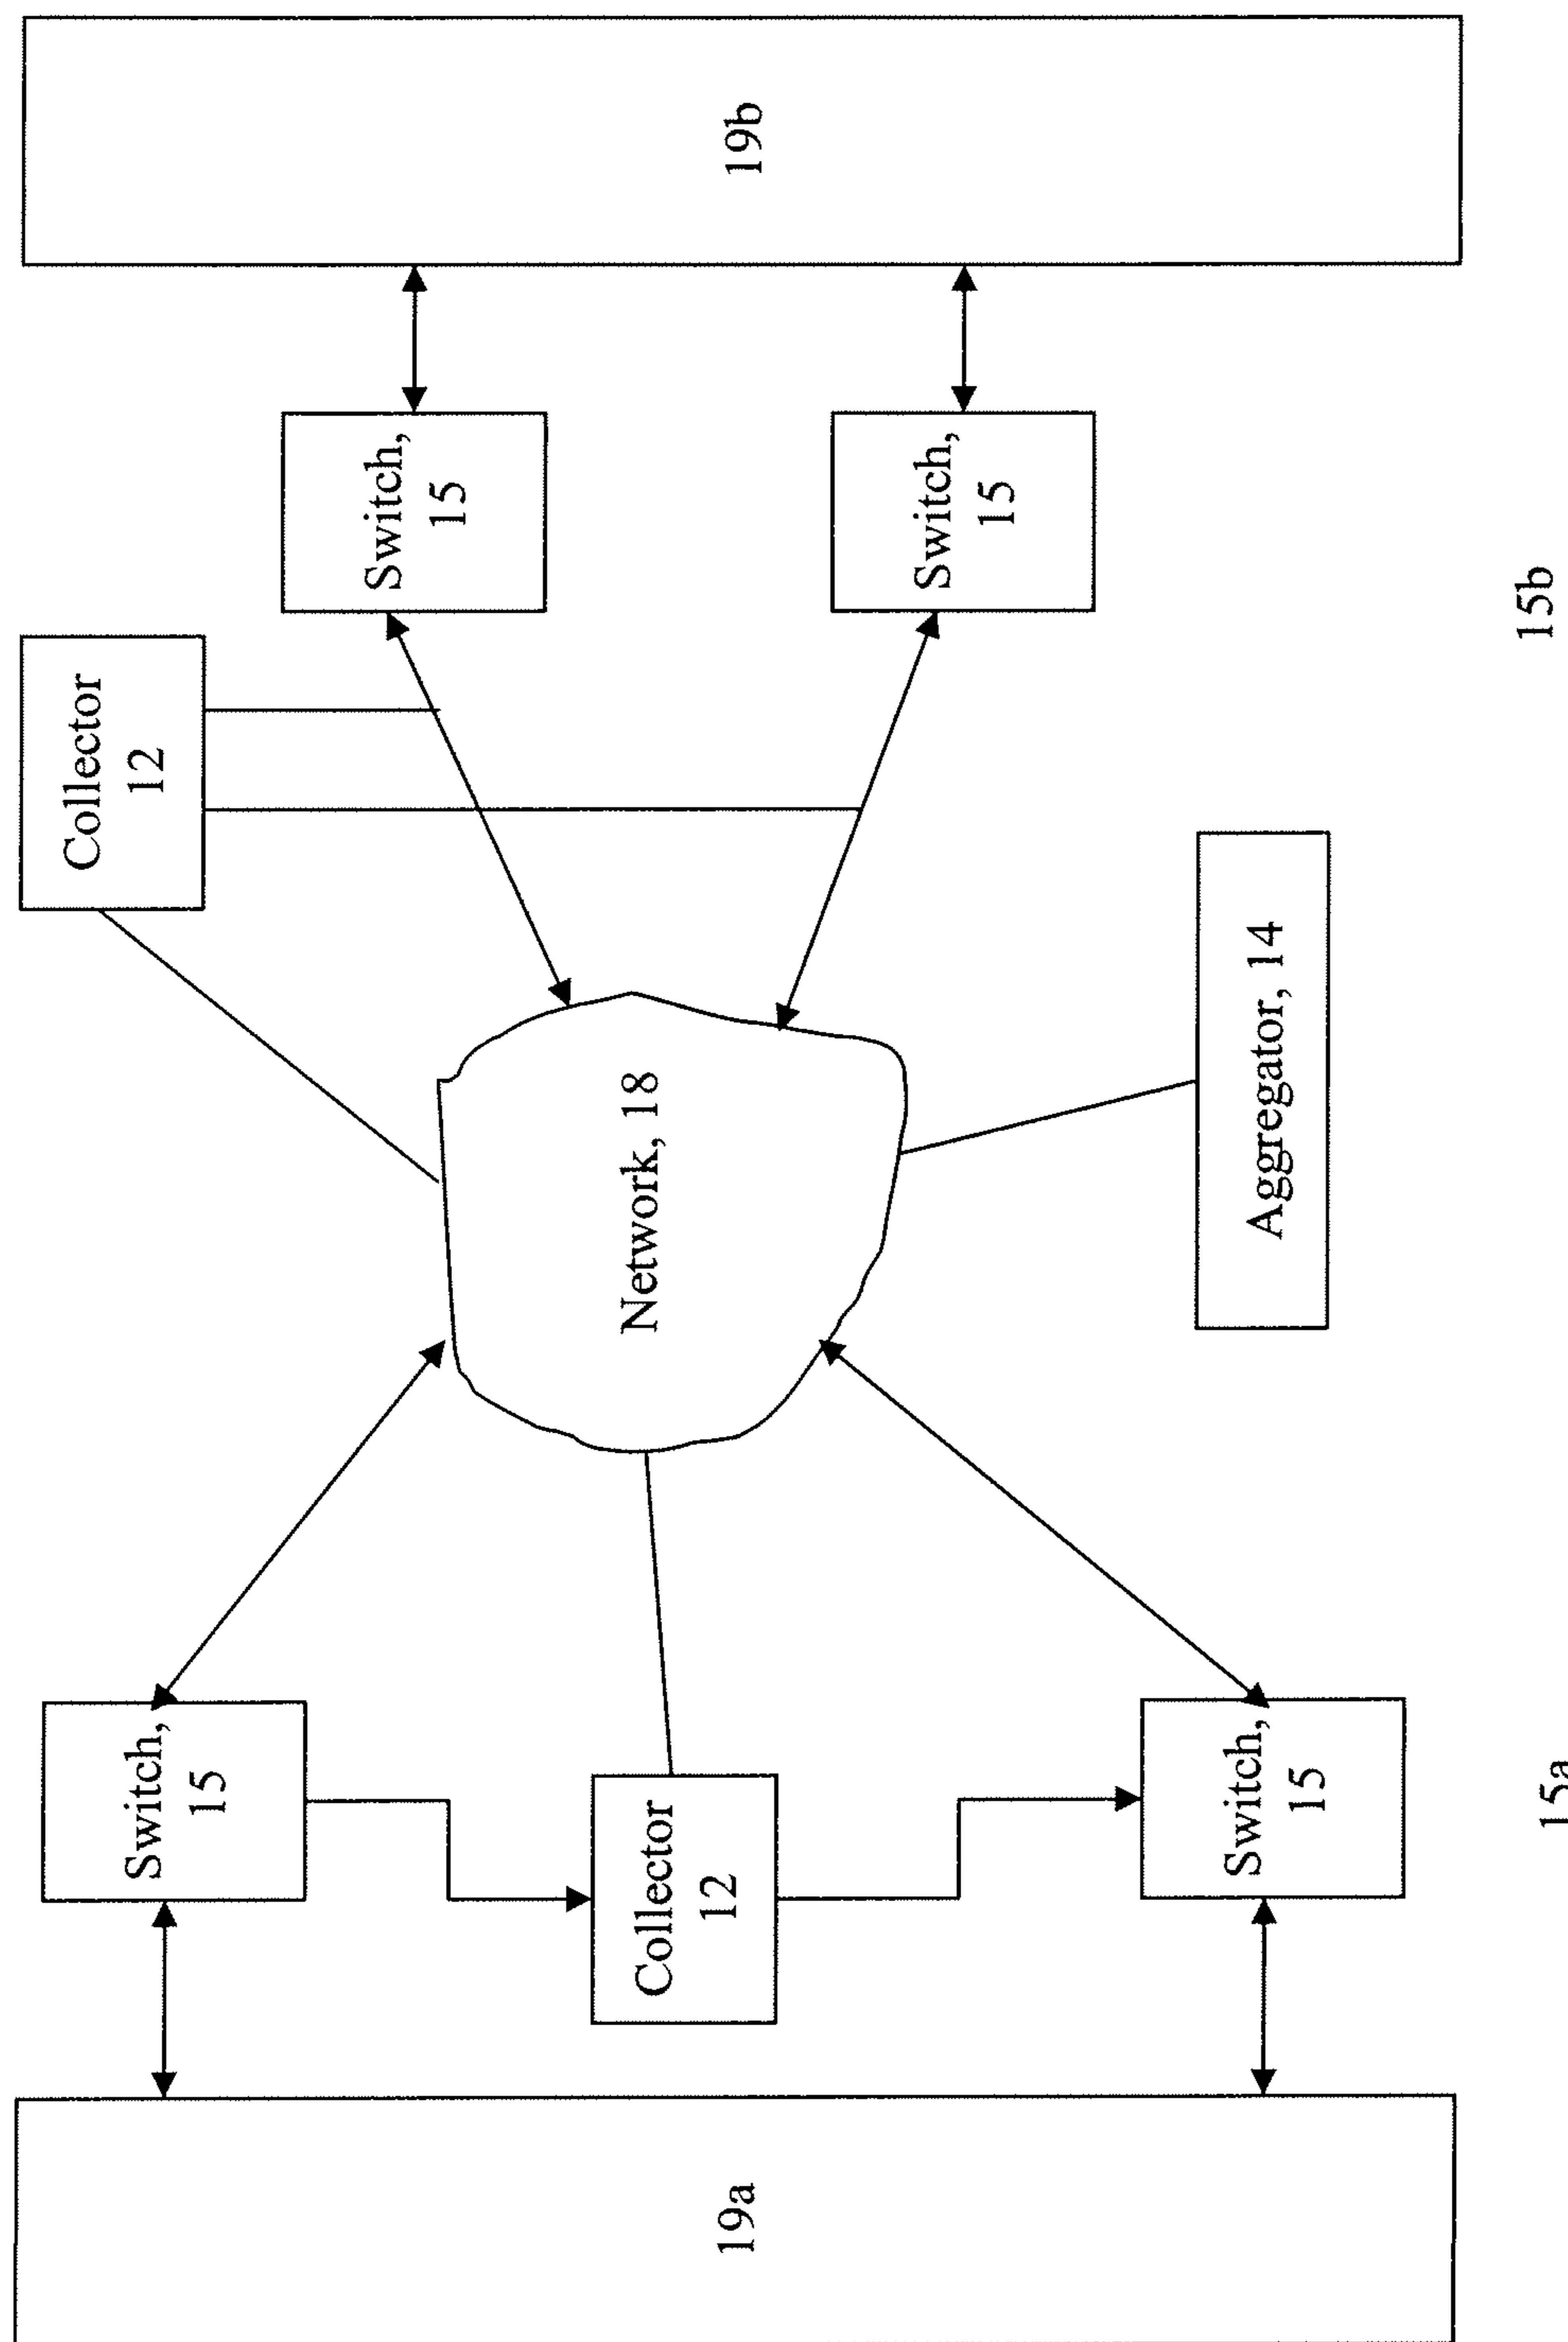 Collector
12
Switch,
15
Switch,
15
Network, 18
Collector
12
19a
19b
Switch,
15
Switch,
15
Aggregator, 14
15a
15b